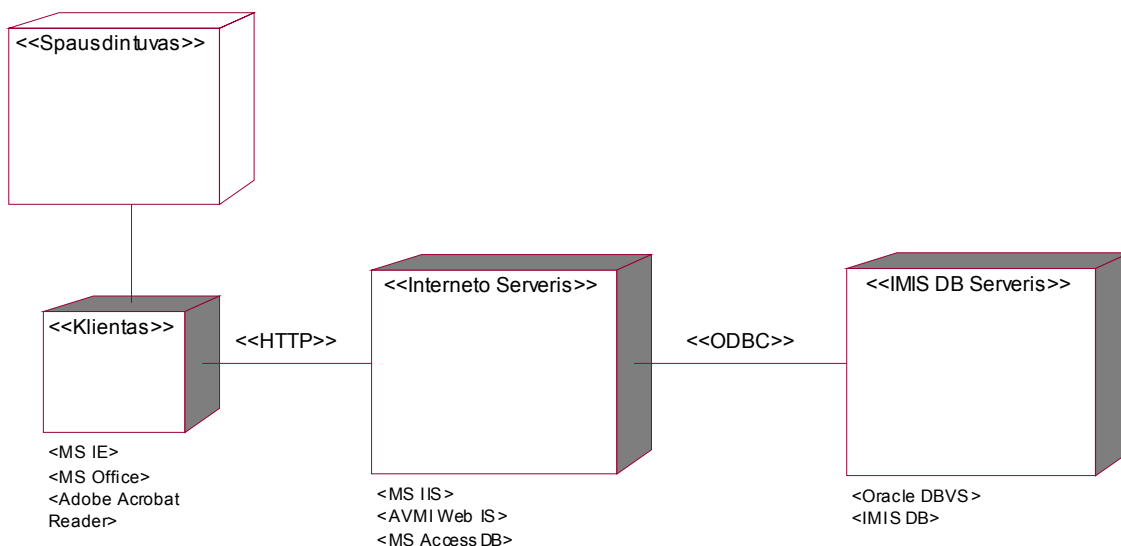 <<Spausdintuvas>>
<<Klientas>>
<<HTTP>>
<<Interneto Serveris>>
<<ODBC>>
<<IMIS DB Serveris>>
<MS IE>
<MS Office>
<Adobe Acrobat
Reader>
<MS IIS>
<AVMI Web IS>
<MS Access DB>
<Oracle DBVS>
<IMIS DB>